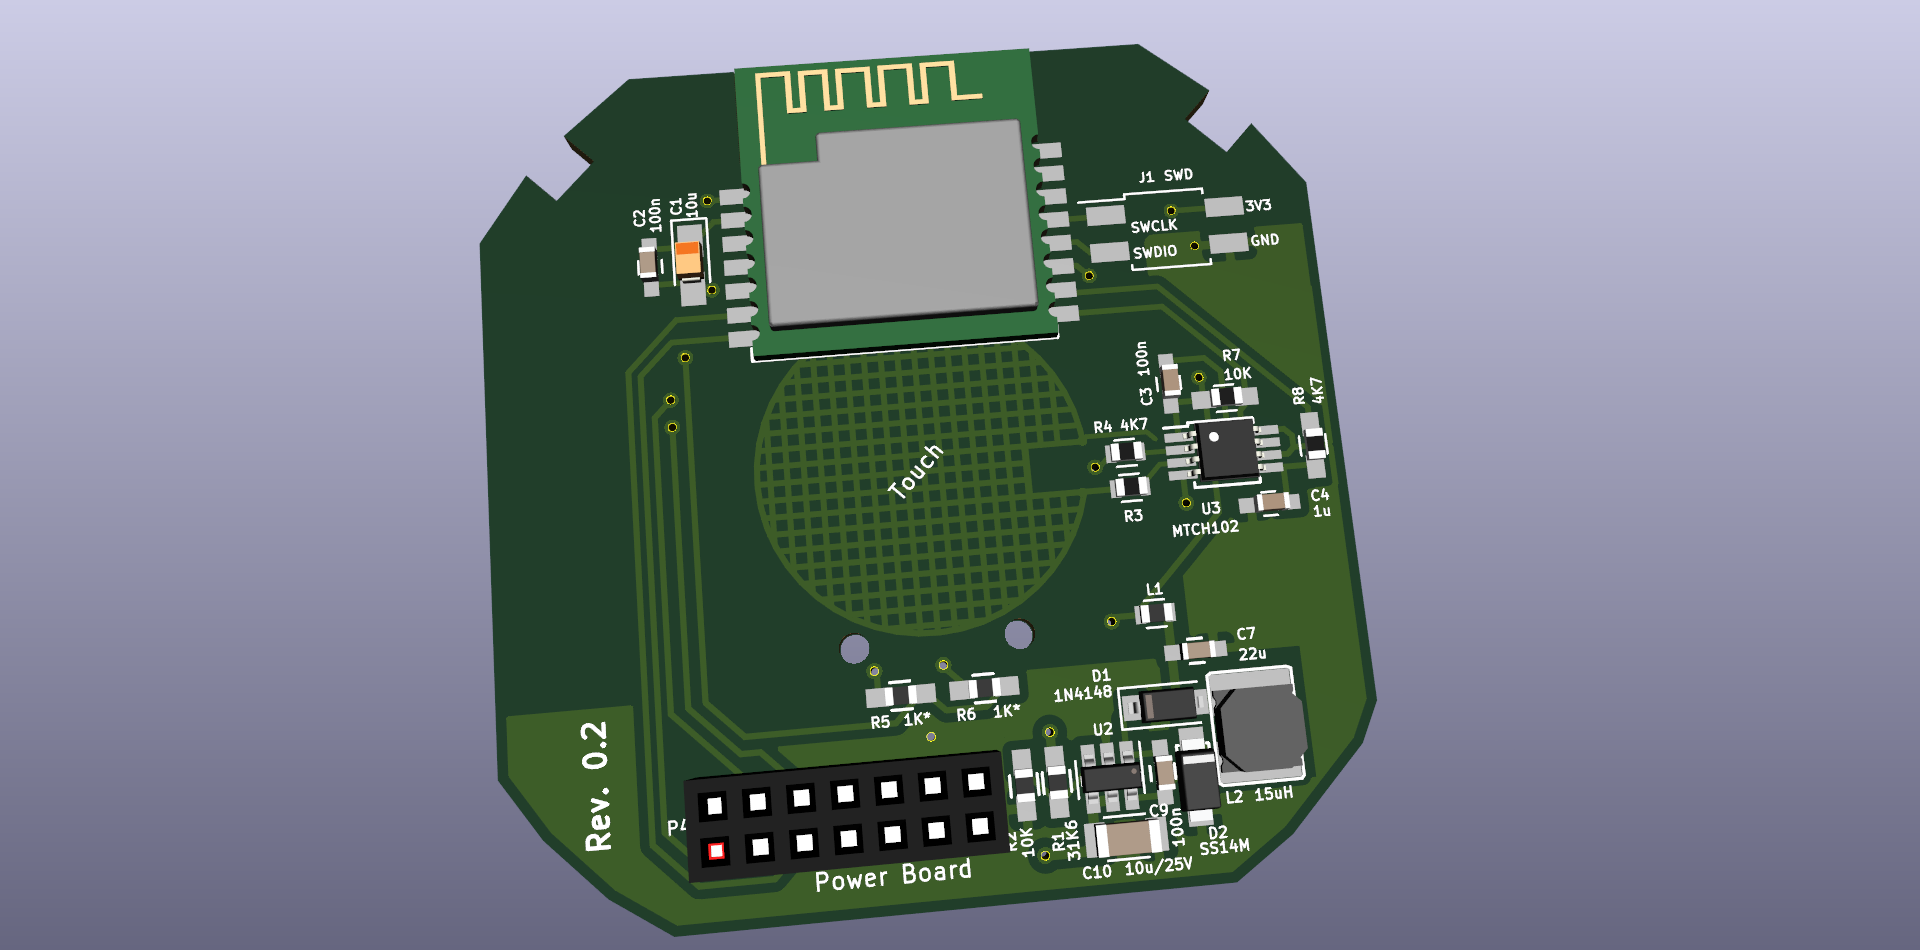 J1 SWD
C2
100n
C1
10u
3V3
SWCLK
GND
SWDIO
C3 100n
R7
10K
R8
4K7
R4 4K7
Touch
R3
U3
MTCH102
C4
1u
L1
C7
22u
D1
1N4148
R5 1K*
R6 1K*
U2
Rev. 0.2
L2 15uH
P4
R2
10K
R1
31K6
C9
100n
D2
SS14M
C10 10u/25V
Power Board